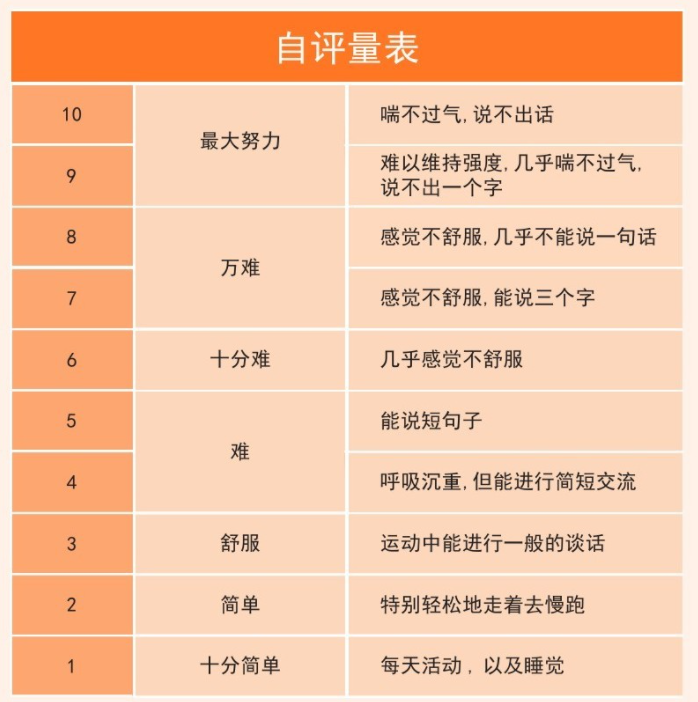 自评量表
10
最大努力
喘不过气, 说不出话
9
难以维持强度, 几乎喘不过气,
说不出一个字
8
万难
感觉不舒服, 几乎不能说一句话
7
感觉不舒服, 能说三个字
6
十分难
几乎感觉不舒服
5
难
能说短句子
4
呼吸沉重, 但能进行简短交流
3
舒服
运动中能进行一般的谈话
2
简单
特别轻松地走着去慢跑
1
十分简单
每天活动, 以及睡觉